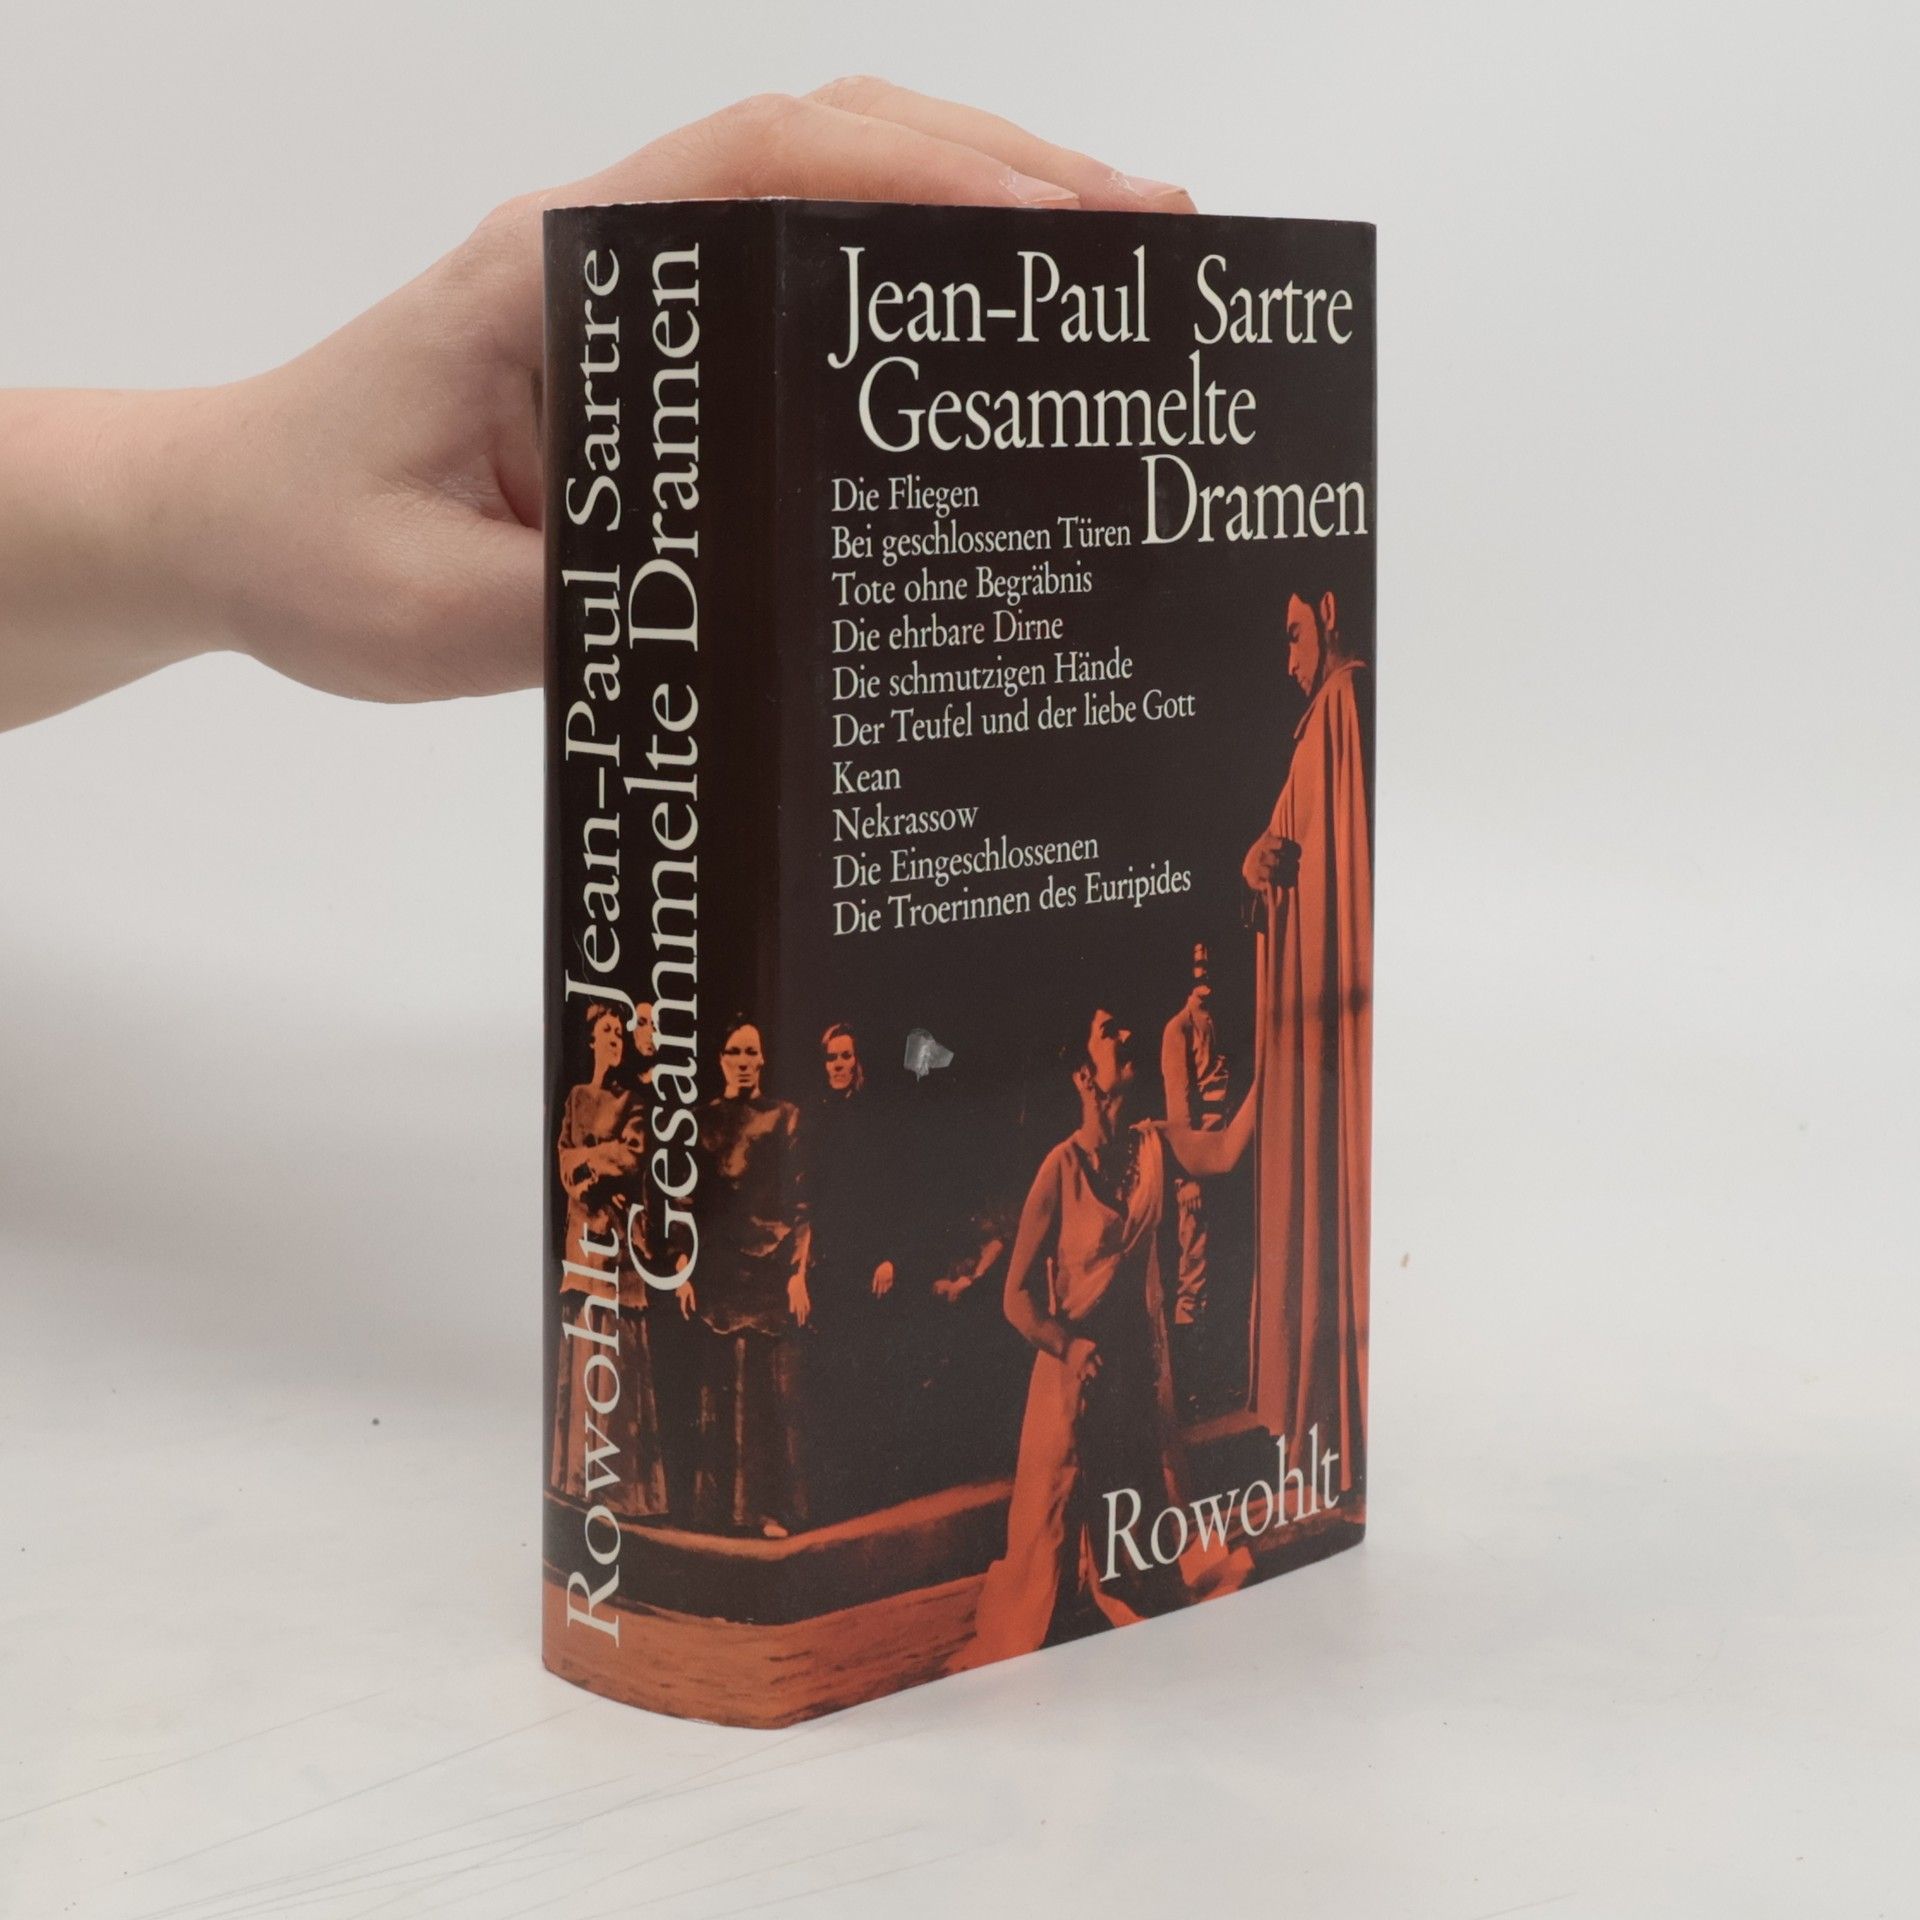 Jean-Paul Sartre
Gesammelte Dramen
Rowohlt
Jean-Paul Sartre
Gesammelte
Dramen
Die Fliegen
Bei geschlossenen Türen
Tote ohne Begräbnis
Die ehrbare Dirne
Die schmutzigen Hände
Der Teufel und der liebe Gott
Kean
Nekrassow
Die Eingeschlossenen
Die Troerinnen des Euripides
Rowohlt